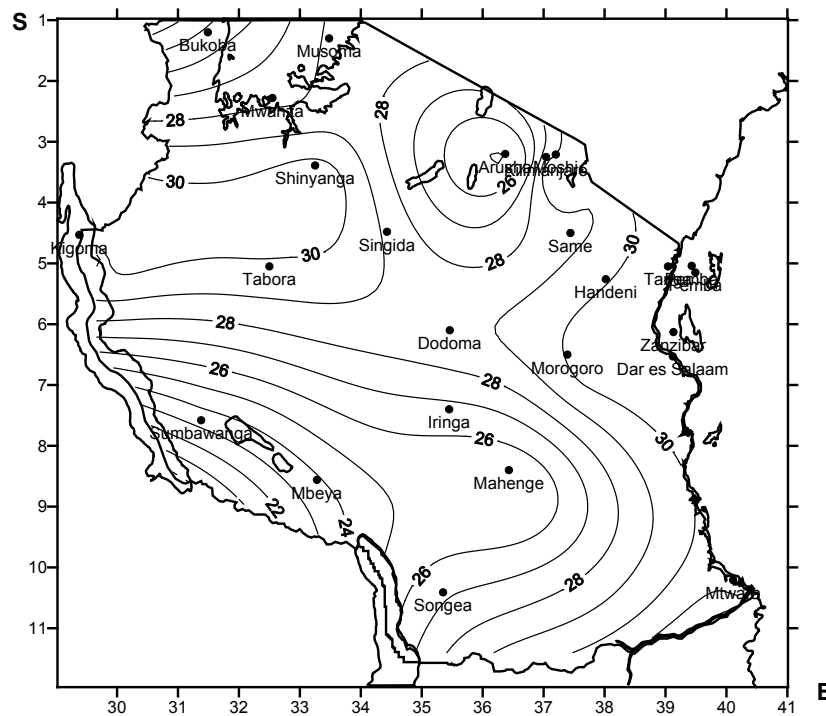 S
1
Bukoba
Musoma
2
28
Mwanza
28
3
Arusha
Moshi
Kilimanjaro
30
Shinyanga
26
4
Kigoma
Singida
Same
30
30
5
28
Tabora
Handeni
Tanga
Pemba
Pemba
6
28
Dodoma
Zanzibar
Morogoro
Dar es Salaam
26
28
7
Iringa
Sumbawanga
26
30
8
Mahenge
Mbeya
22
24
9
10
26
28
Songea
Mtwara
11
E
30 31 32 33 34 35 36 37 38 39 40 41